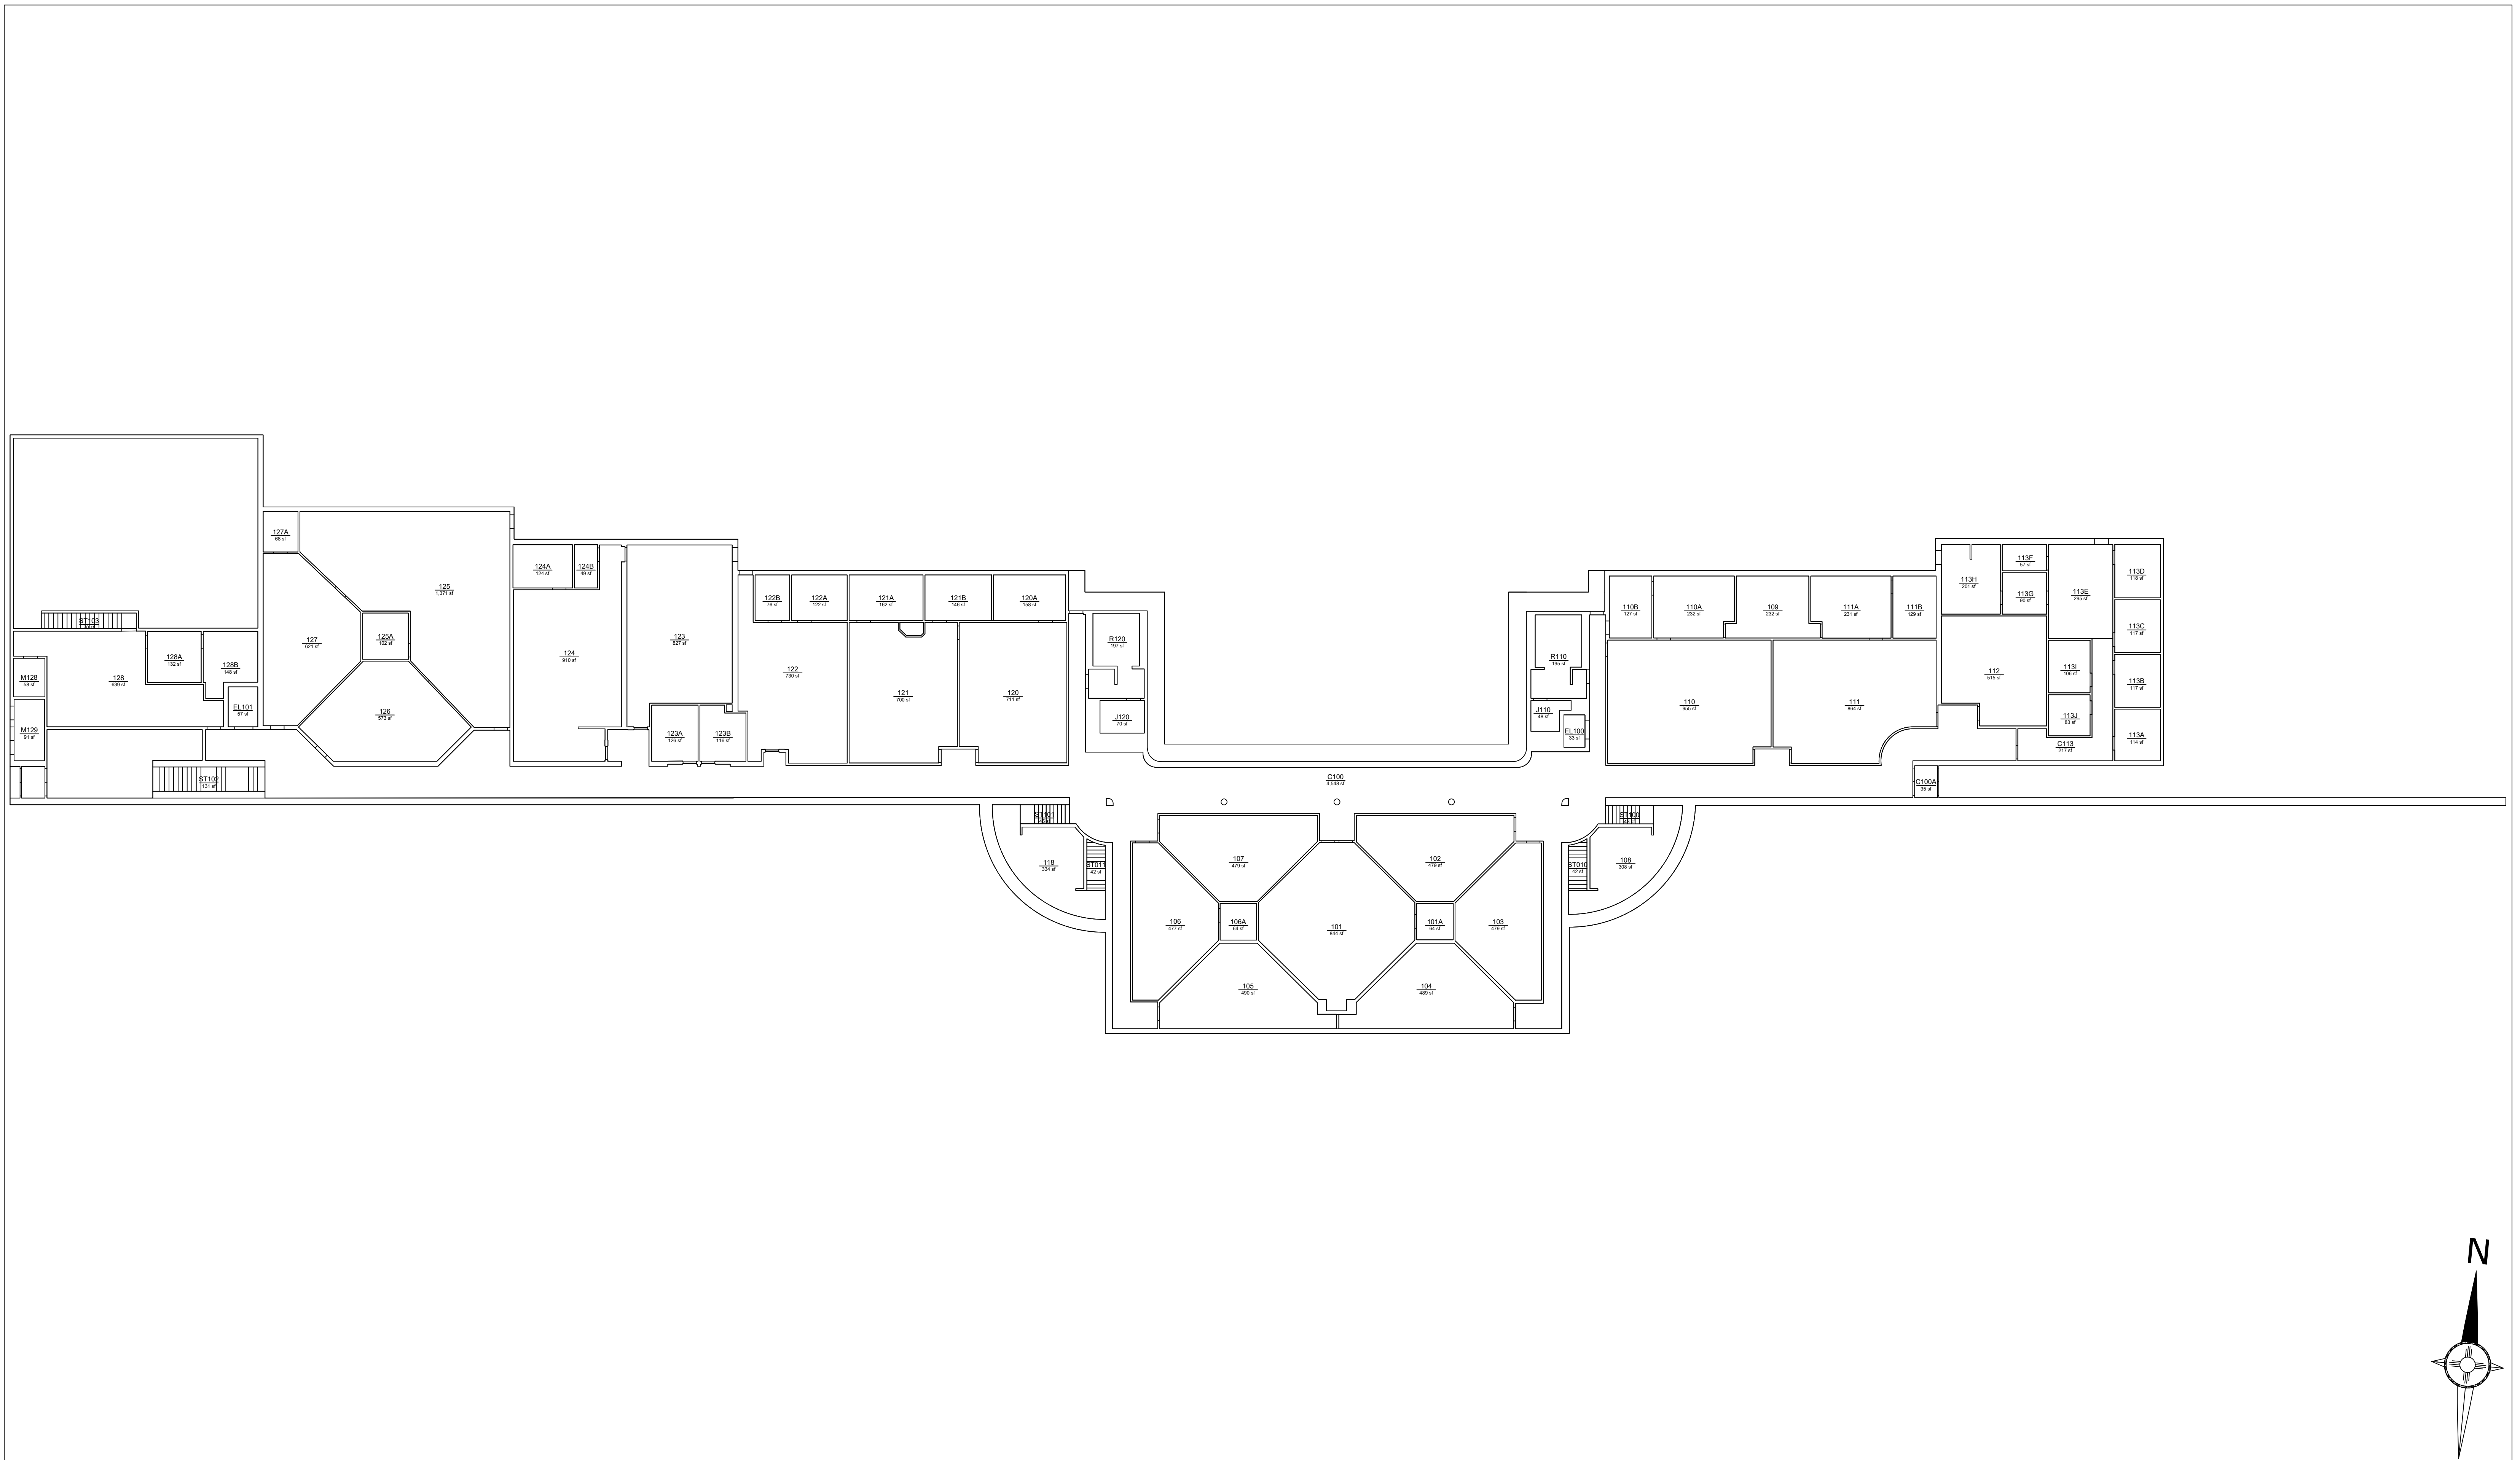 127A
68 sf
125
1,371 sf
124A
124 sf
124B
49 sf
113F
57 sf
113D
118 sf
113H
201 sf
113E
295 sf
113G
90 sf
122B
76 sf
122A
122 sf
121A
162 sf
121B
146 sf
120A
158 sf
110B
127 sf
110A
232 sf
109
232 sf
111A
231 sf
111B
129 sf
ST103
127
621 sf
125A
102 sf
123
827 sf
R120
197 sf
113C
117 sf
128A
132 sf
128B
148 sf
124
910 sf
122
730 sf
R110
195 sf
112
515 sf
113I
106 sf
M128
58 sf
128
639 sf
113B
117 sf
EL101
57 sf
126
573 sf
121
700 sf
120
711 sf
J120
70 sf
J110
48 sf
110
955 sf
111
864 sf
113J
83 sf
M129
91 sf
123A
126 sf
123B
116 sf
EL100
33 sf
C113
217 sf
113A
114 sf
ST102
131 sf
C100
4,548 sf
C100A
35 sf
ST101
ST100
118
334 sf
ST011
42 sf
107
479 sf
102
479 sf
ST010
42 sf
108
308 sf
106
477 sf
106A
64 sf
101
844 sf
101A
64 sf
103
479 sf
105
490 sf
104
489 sf
N